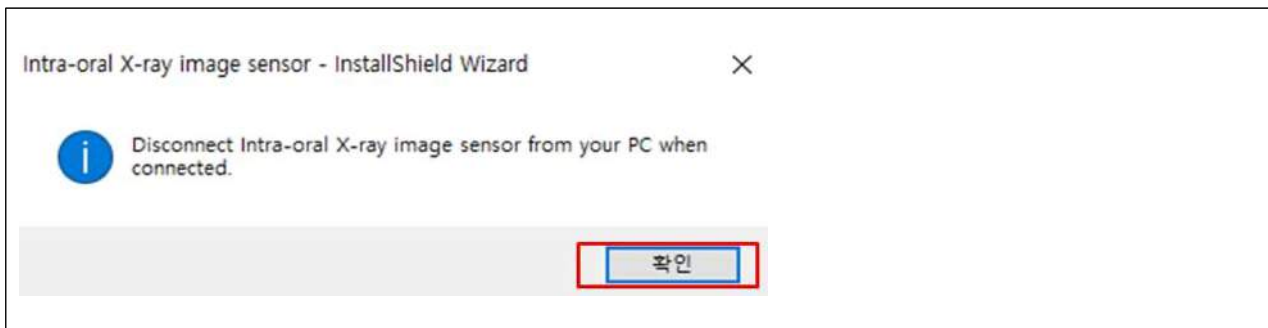 Intra-oral X-ray image sensor - InstallShield Wizard
Disconnect Intra-oral X-ray image sensor from your PC when
connected.
확인